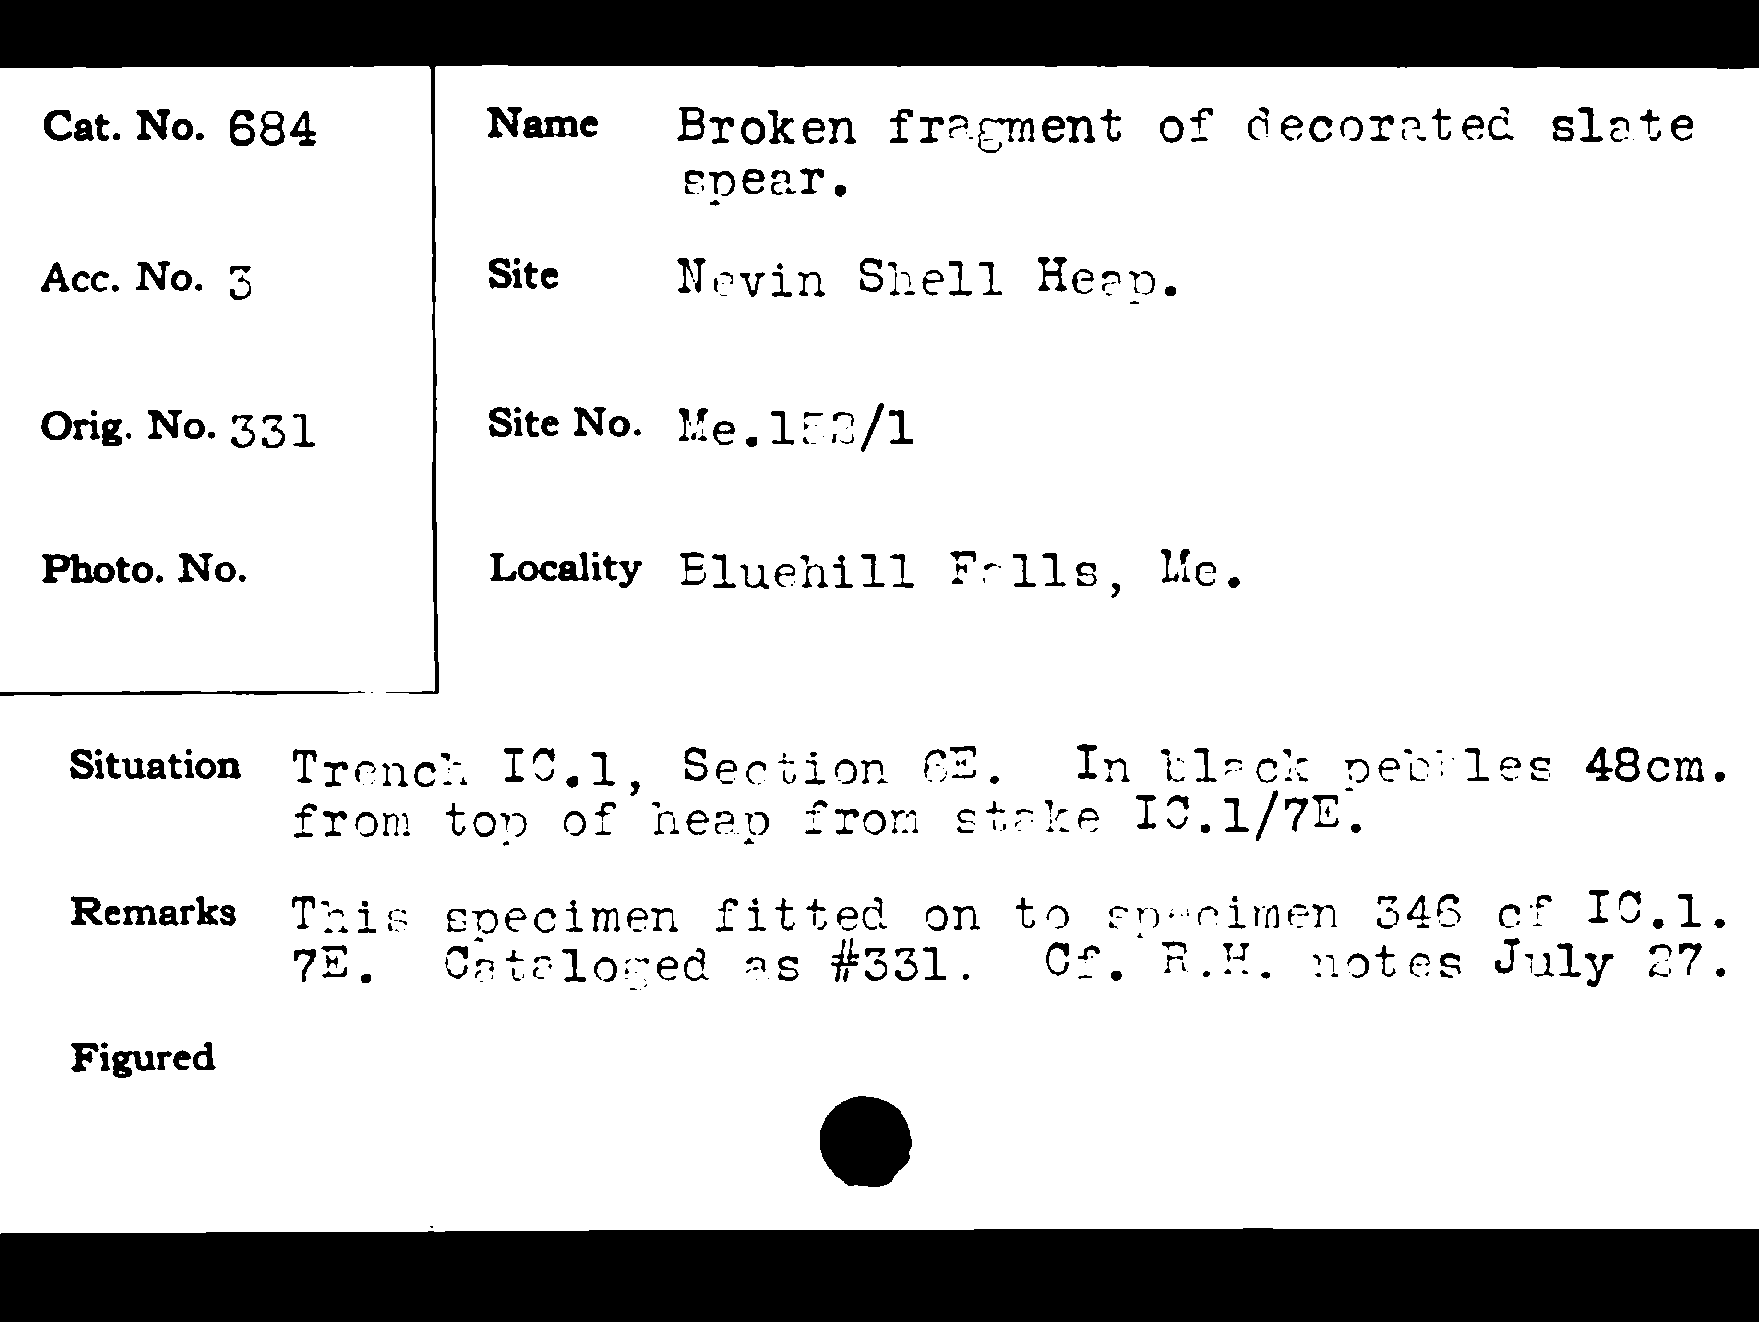 Cat. No. 684
Name Broken fragment of decorated slate
spear.
Acc. No. 3
Site Nevin Shell Heap.
Orig. No. 331
Site No.
Photo. No.
Locality Bluehill Falls, Me.
Situation Trench IC.1, Section 6E. In black pebbles 48cm.
from top of heap from stake IC.1/7E.
Remarks This specimen fitted on to specimen 346 of IC.1.
7E. Cataloged as #331. Cf. R.H. notes July 27.
Figured